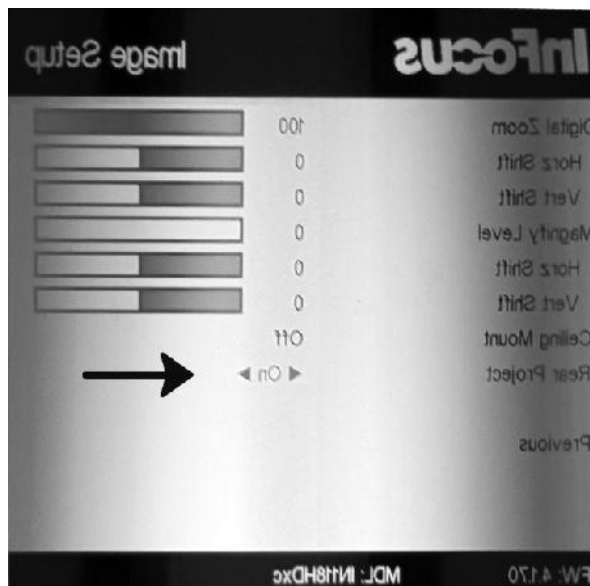 InFocus Image Setup
Digital Zoom 100
Horz Shift 0
Vert Shift 0
Magnify Level 0
Horz Shift 0
Vert Shift 0
Ceiling Mount Off
Rear Project On
Previous
FW: 4.170 MDL: IN118HDxc